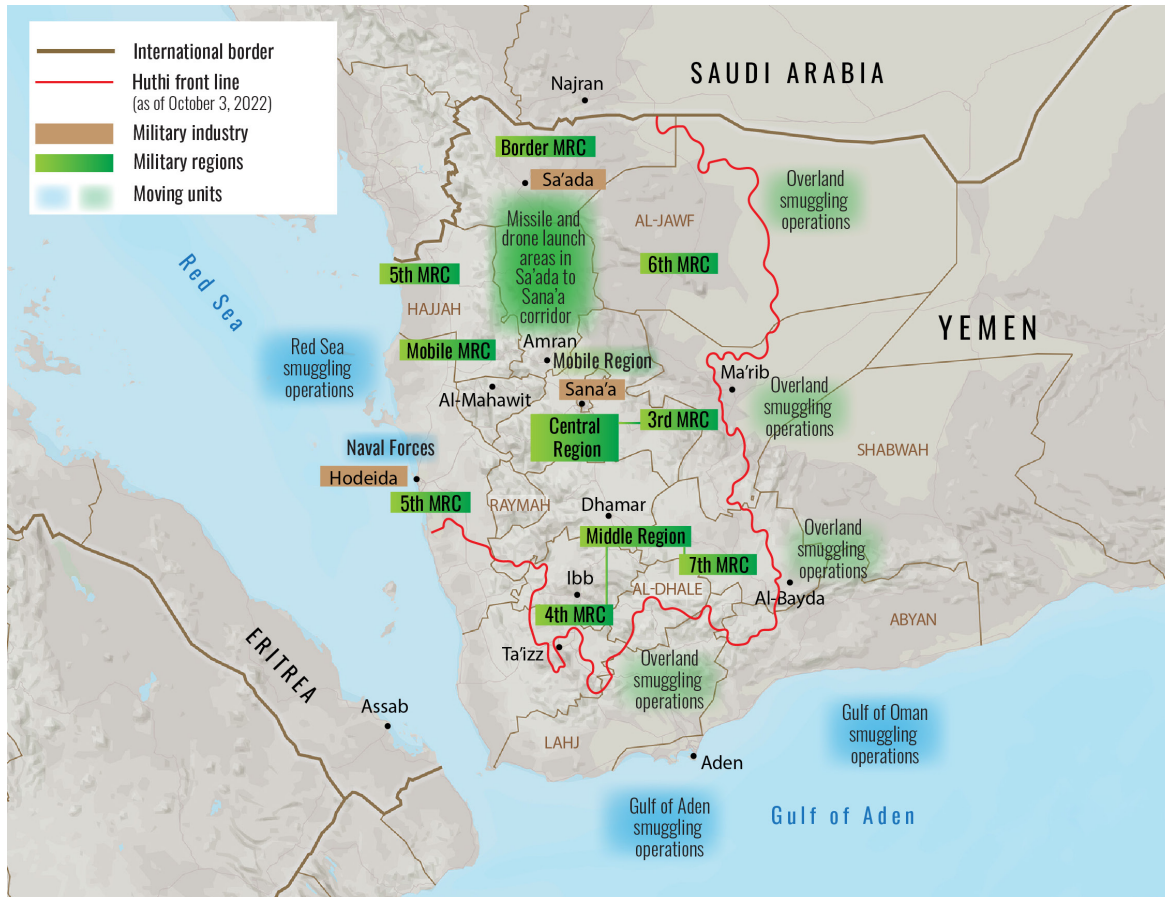 International border
Huthi front line
(as of October 3, 2022)
Military industry
Military regions
Moving units
SAUDI ARABIA
Najran
Border MRC
Sa'ada
Overland
smuggling
operations
Missile and
drone launch
areas in
Sa'ada to
Sana'a
corridor
AL-JAWF
Red Sea
5th MRC
6th MRC
HAJJAH
YEMEN
Red Sea
smuggling
operations
Mobile MRC
Amran
Mobile Region
Ma'rib
Al-Mahawit
Sana'a
Overland
smuggling
operations
Central
Region
3rd MRC
Naval Forces
SHABWAH
Hodeida
5th MRC
RAYMAH
Dhamar
Middle Region
Overland
smuggling
operations
7th MRC
Ibb
AL-DHALE
Al-Bayda
4th MRC
ABYAN
ERITREA
Ta'izz
Overland
smuggling
operations
Assab
Gulf of Oman
smuggling
operations
LAHJ
Aden
Gulf of Aden
smuggling
operations
Gulf of Aden